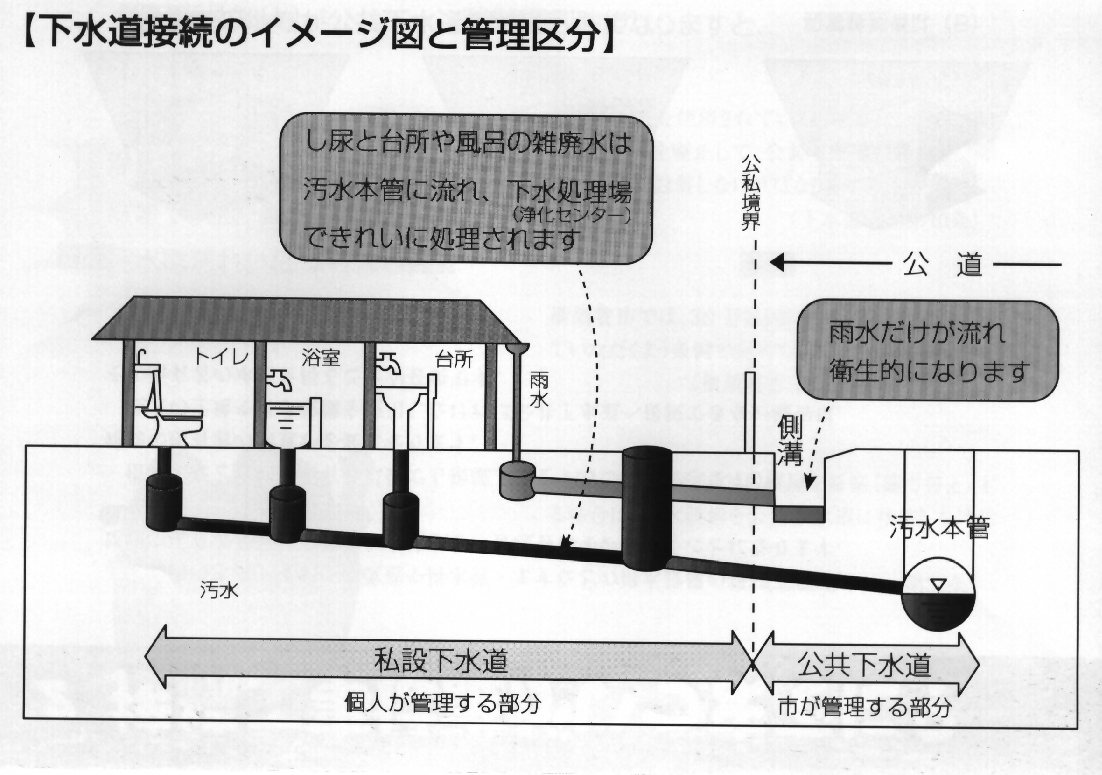 【下水道接続のイメージ図と管理区分】
し尿と台所や風呂の雑廃水は
汚水本管に流れ、下水処理場
(浄化センター)
できれいに処理されます
公私境界
公 道
雨水だけが流れ
衛生的になります
トイレ
浴室
台所
雨水
側溝
汚水本管
汚水
私設下水道
公共下水道
個人が管理する部分
市が管理する部分